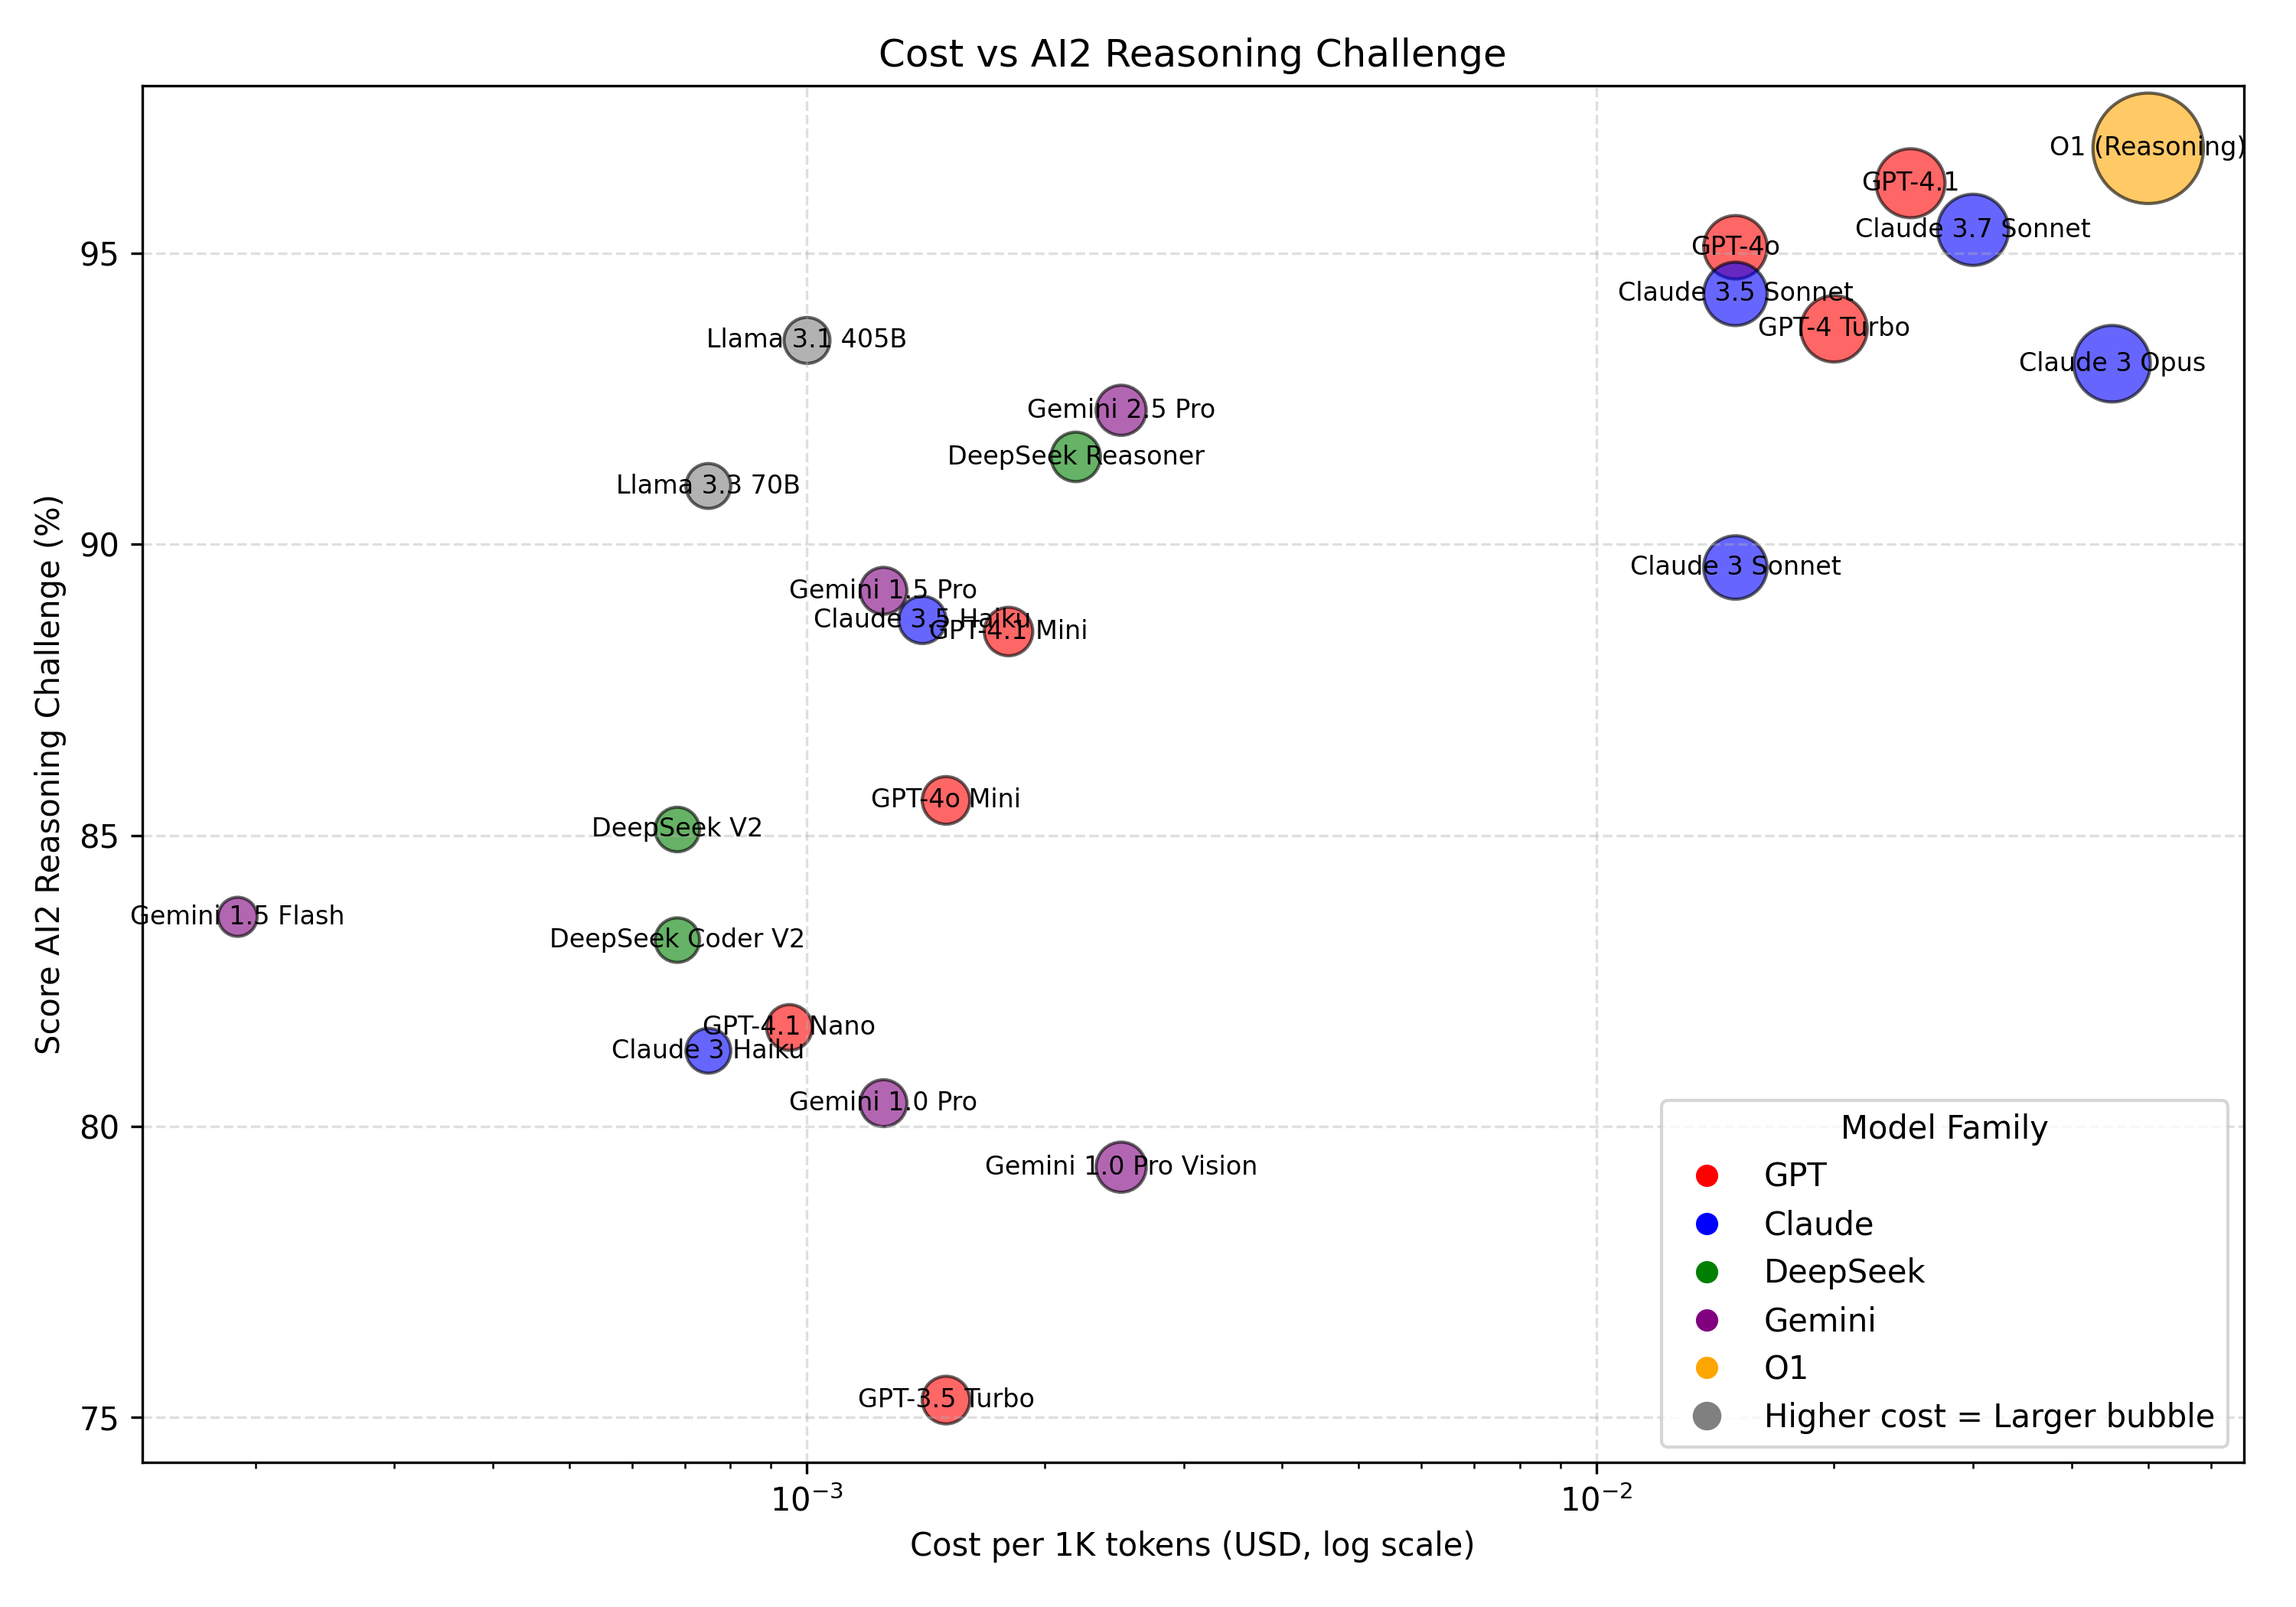 Cost vs AI2 Reasoning Challenge
Score AI2 Reasoning Challenge (%)
95
90
85
80
75
O1 (Reasoning)
GPT-4.1
Claude 3.7 Sonnet
GPT-4o
Claude 3.5 Sonnet
GPT-4 Turbo
Llama 3.1 405B
Claude 3 Opus
Gemini 2.5 Pro
DeepSeek Reasoner
Llama 3.3 70B
Claude 3 Sonnet
Gemini 1.5 Pro
Claude 3.5 Haiku
GPT-4.1 Mini
GPT-4o Mini
DeepSeek V2
Gemini 1.5 Flash
DeepSeek Coder V2
GPT-4.1 Nano
Claude 3 Haiku
Gemini 1.0 Pro
Gemini 1.0 Pro Vision
GPT-3.5 Turbo
Model Family
GPT
Claude
DeepSeek
Gemini
O1
Higher cost = Larger bubble
10⁻³
10⁻²
Cost per 1K tokens (USD, log scale)